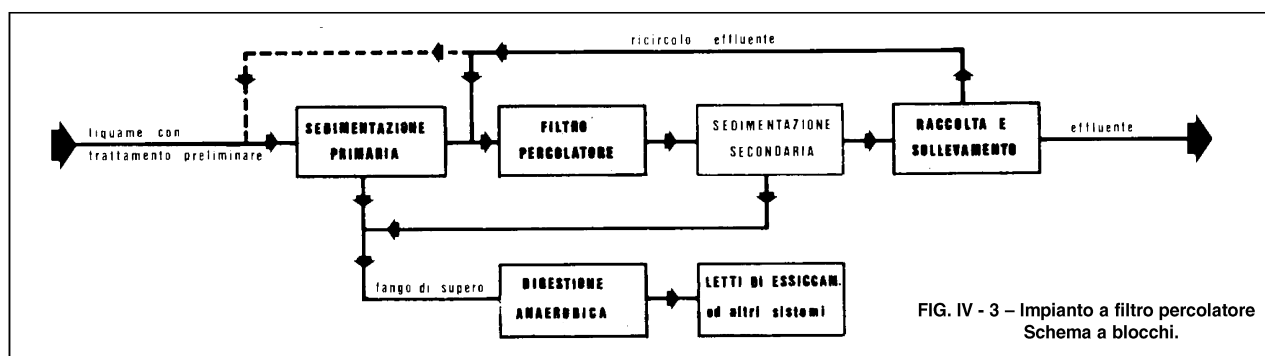 ricircolo effluente
liquame con
trattamento preliminare
SEDIMENTAZIONE
PRIMARIA
FILTRO
PERCOLATORE
SEDIMENTAZIONE
SECONDARIA
RACCOLTA E
SOLLEVAMENTO
effluente
fango di supero
DIGESTIONE
ANAEROBICA
LETTI DI ESSICCAM.
ed altri sistemi
FIG. IV - 3 – Impianto a filtro percolatore
Schema a blocchi.